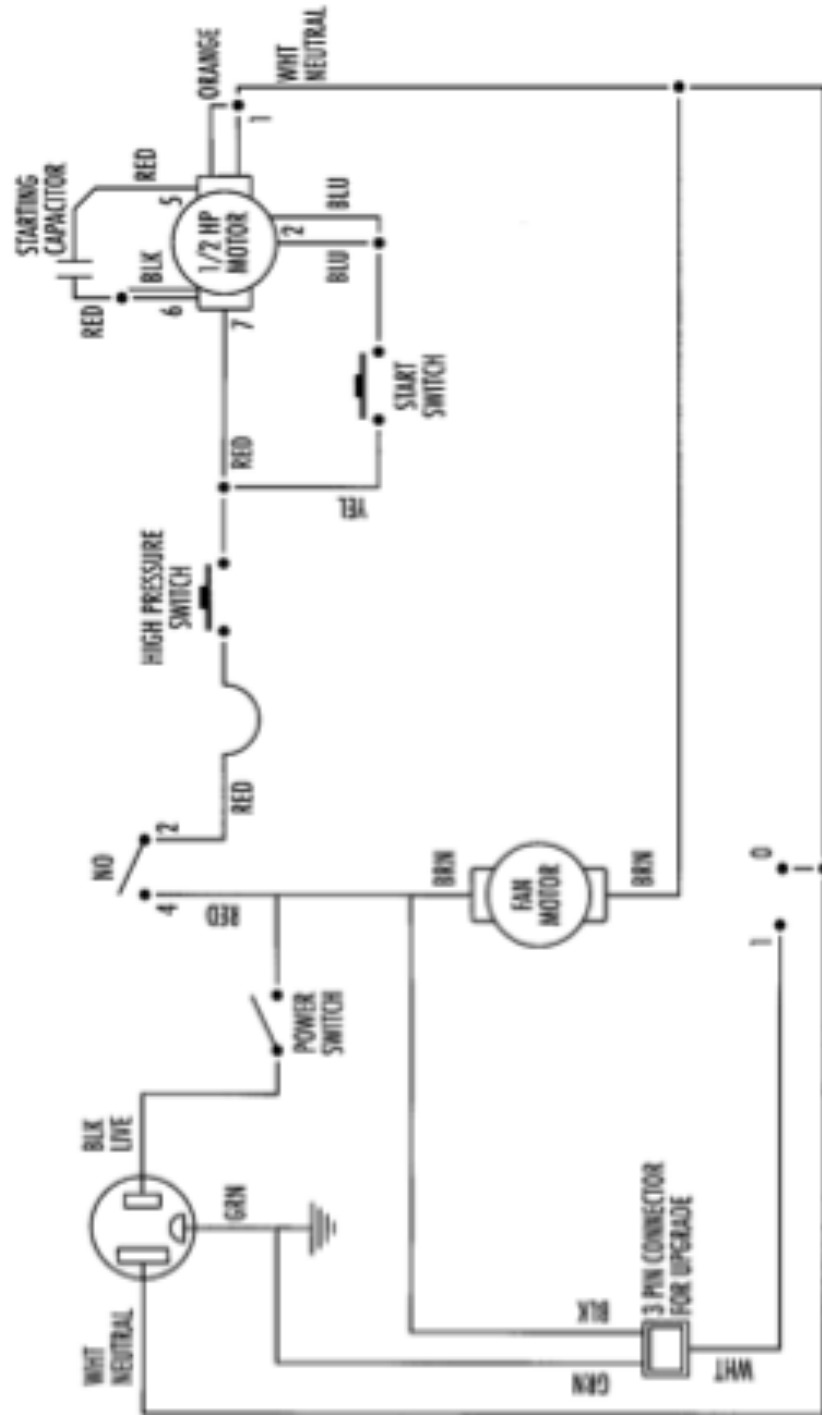 WHT
NEUTRAL
BLK
LIVE
GRN
POWER
SWITCH
NO
4
2
RED
RED
HIGH PRESSURE
SWITCH
RED
YEL
START
SWITCH
STARTING
CAPACITOR
RED
BLK
RED
6
5
7
1/2 HP
MOTOR
2
BLU
BLU
ORANGE
1
WHT
NEUTRAL
BRN
FAN
MOTOR
BRN
BLK
GRN
WHT
3 PIN CONNECTOR
FOR UPGRADE
1
0